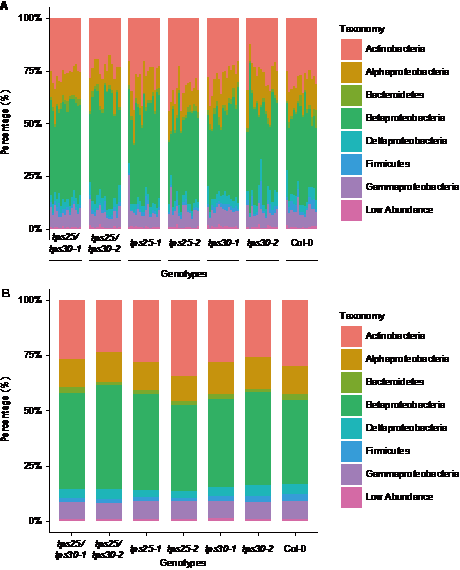 A
100%
75%
50%
25%
0%
Percentage (%)
tps25/
tps30-1
tps25/
tps30-2
tps25-1
tps25-2
tps30-1
tps30-2
Col-0
Genotypes
Taxonomy
Actinobacteria
Alphaproteobacteria
Bacteroidetes
Betaproteobacteria
Deltaproteobacteria
Firmicutes
Gammaproteobacteria
Low Abundance
B
100%
75%
50%
25%
0%
Percentage (%)
tps25/
tps30-1
tps25/
tps30-2
tps25-1
tps25-2
tps30-1
tps30-2
Col-0
Genotypes
Taxonomy
Actinobacteria
Alphaproteobacteria
Bacteroidetes
Betaproteobacteria
Deltaproteobacteria
Firmicutes
Gammaproteobacteria
Low Abundance